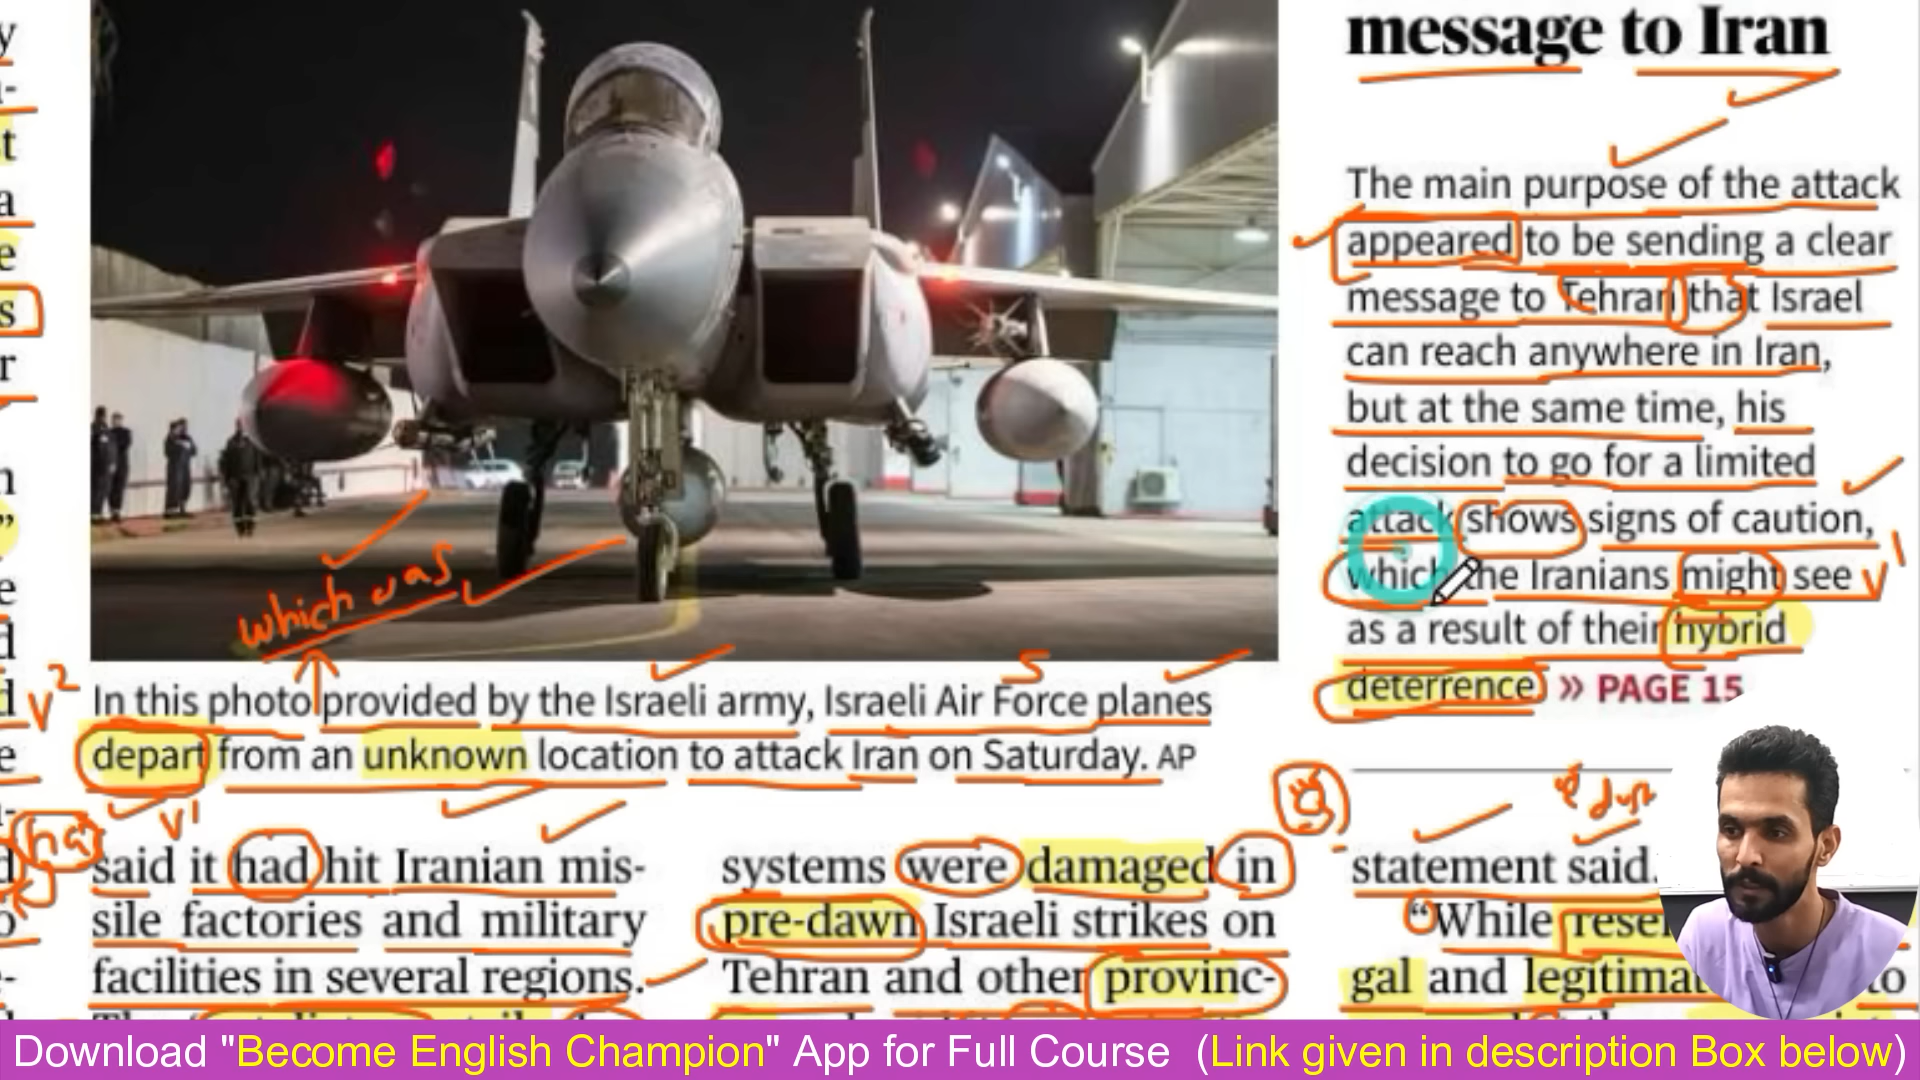 message to Iran
The main purpose of the attack
appeared to be sending a clear
message to Tehran that Israel
can reach anywhere in Iran,
but at the same time, his
decision to go for a limited
attack shows signs of caution,
which the Iranians might see V1
as a result of their hybrid
deterrence >> PAGE 15
which was
V2
In this photo provided by the Israeli army, Israeli Air Force planes
depart from an unknown location to attack Iran on Saturday. AP
V1
said it had hit Iranian mis-
sile factories and military
facilities in several regions.
systems were damaged in
pre-dawn Israeli strikes on
Tehran and other provinc-
statement said.
“While
gal and
to
Download "Become English Champion" App for Full Course (Link given in description Box below)